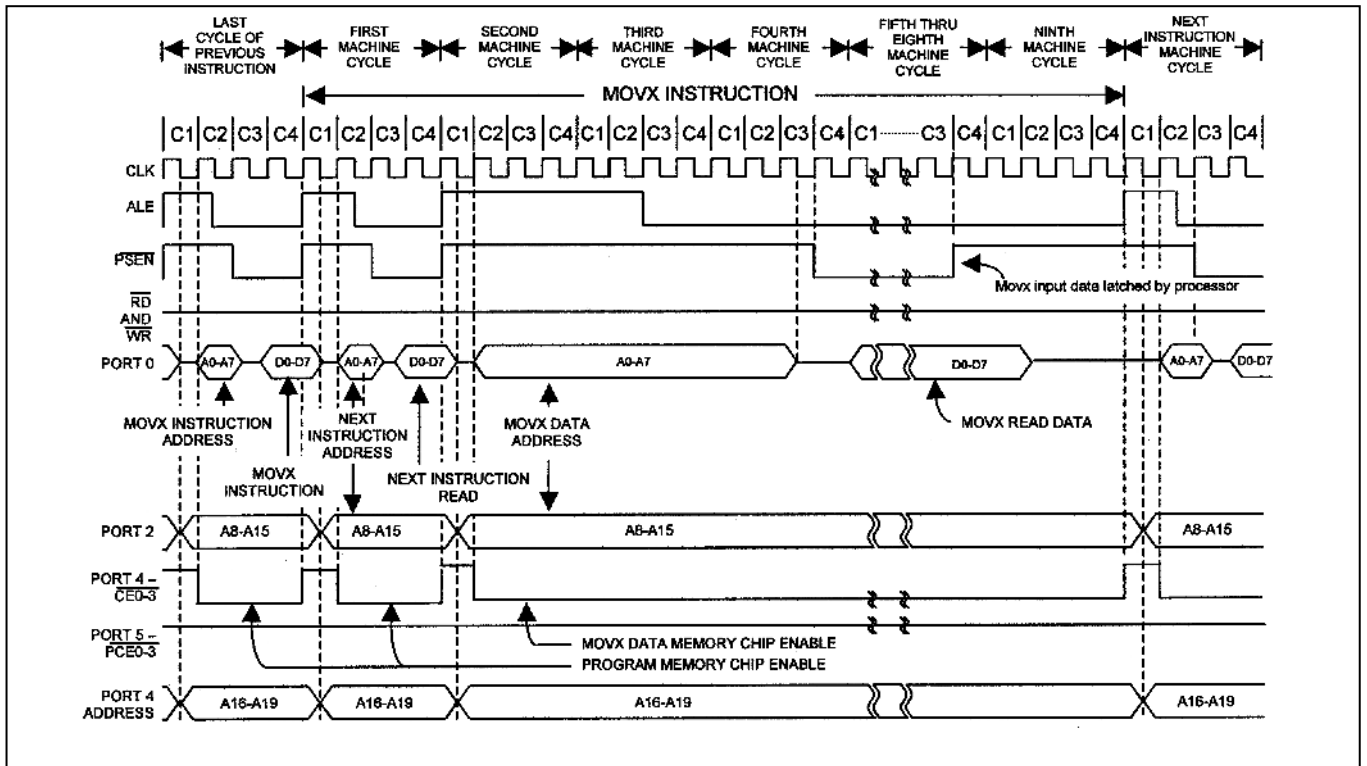 LAST
CYCLE OF
PREVIOUS
INSTRUCTION
FIRST
MACHINE
CYCLE
SECOND
MACHINE
CYCLE
THIRD
MACHINE
CYCLE
FOURTH
MACHINE
CYCLE
FIFTH THRU
EIGHTH
MACHINE
CYCLE
NINTH
MACHINE
CYCLE
NEXT
INSTRUCTION
MACHINE
CYCLE
MOVX INSTRUCTION
C1 C2 C3 C4 C1 C2 C3 C4 C1 C2 C3 C4 C1 C2 C3 C4 C1 C2 C3 C4 C1 C3 C4 C1 C2 C3 C4 C1 C2 C3 C4
CLK
ALE
PSEN
Movx input data latched by processor
RD
AND
WR
PORT 0 A0-A7 D0-D7 A0-A7 D0-D7 A0-A7 D0-D7 A0-A7 D0-D7
MOVX INSTRUCTION
ADDRESS
NEXT
INSTRUCTION
ADDRESS
MOVX DATA
ADDRESS
MOVX READ DATA
MOVX
INSTRUCTION
NEXT INSTRUCTION
READ
PORT 2 A8-A15 A8-A15 A8-A15 A8-A15
PORT 4 –
CE0-3
PORT 5 –
PCE0-3
MOVX DATA MEMORY CHIP ENABLE
PROGRAM MEMORY CHIP ENABLE
PORT 4
ADDRESS
A16-A19 A16-A19 A16-A19 A16-A19